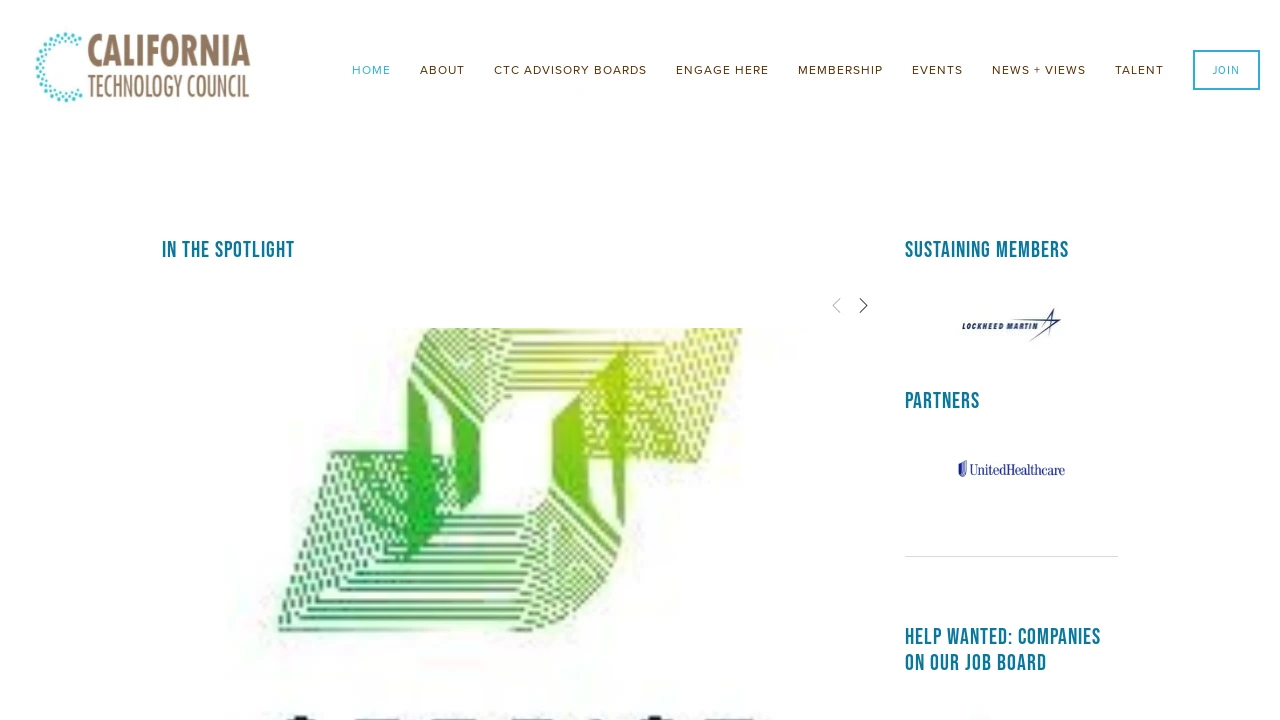 CALIFORNIA
TECHNOLOGY COUNCIL
HOME
ABOUT
CTC ADVISORY BOARDS
ENGAGE HERE
MEMBERSHIP
EVENTS
NEWS + VIEWS
TALENT
JOIN
IN THE SPOTLIGHT
SUSTAINING MEMBERS
LOCKHEED MARTIN
PARTNERS
UnitedHealthcare
HELP WANTED: COMPANIES
ON OUR JOB BOARD